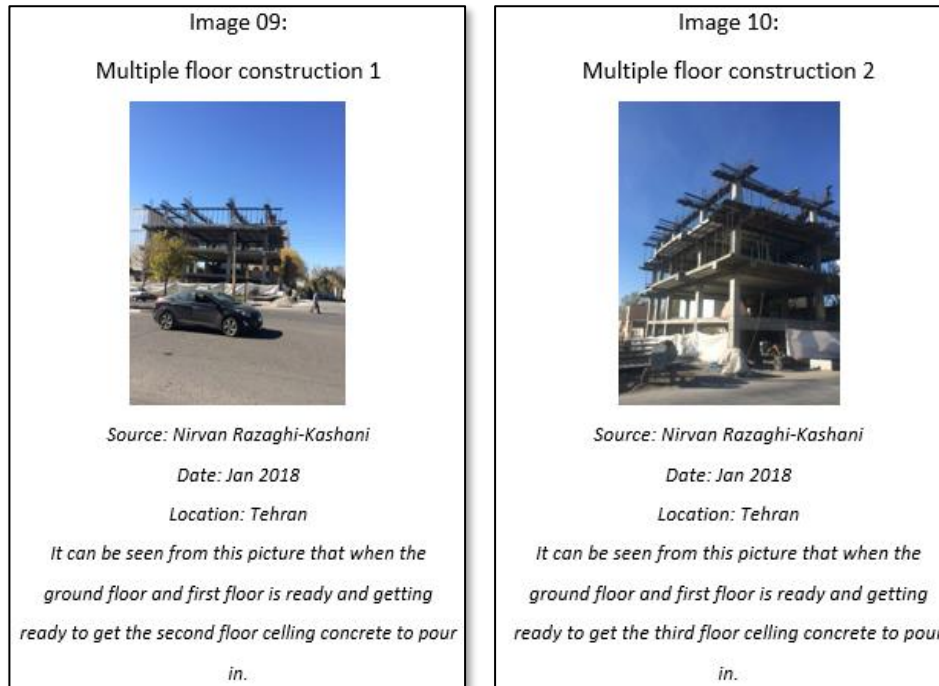 Image 09:
Multiple floor construction 1
Source: Nirvan Razaghi-Kashani
Date: Jan 2018
Location: Tehran
It can be seen from this picture that when the
ground floor and first floor is ready and getting
ready to get the second floor celling concrete to pour
in.
Image 10:
Multiple floor construction 2
Source: Nirvan Razaghi-Kashani
Date: Jan 2018
Location: Tehran
It can be seen from this picture that when the
ground floor and first floor is ready and getting
ready to get the third floor celling concrete to pour
in.